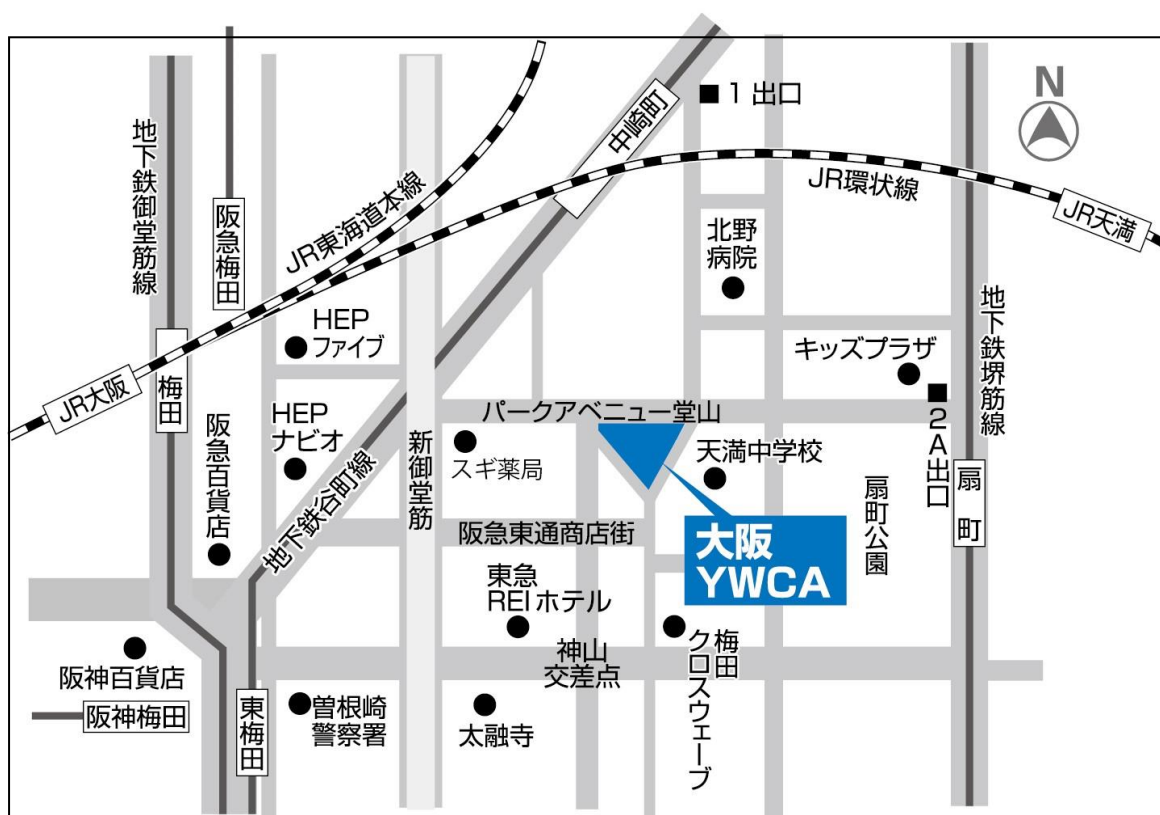 N
1 出口
中崎町
地下鉄御堂筋線
阪急梅田
JR東海道本線
JR環状線
JR天満
北野
病院
HEP
ファイブ
キッズプラザ
地下鉄堺筋線
JR大阪
梅田
2A出口
HEP
ナビオ
パークアベニュー堂山
阪急百貨店
新御堂筋
スギ薬局
天満中学校
地下鉄谷町線
扇町公園
扇町
阪急東通商店街
大阪
YWCA
東急
REIホテル
神山
交差点
梅田
クロスウェーブ
阪神百貨店
阪神梅田
東梅田
曽根崎
警察署
太融寺